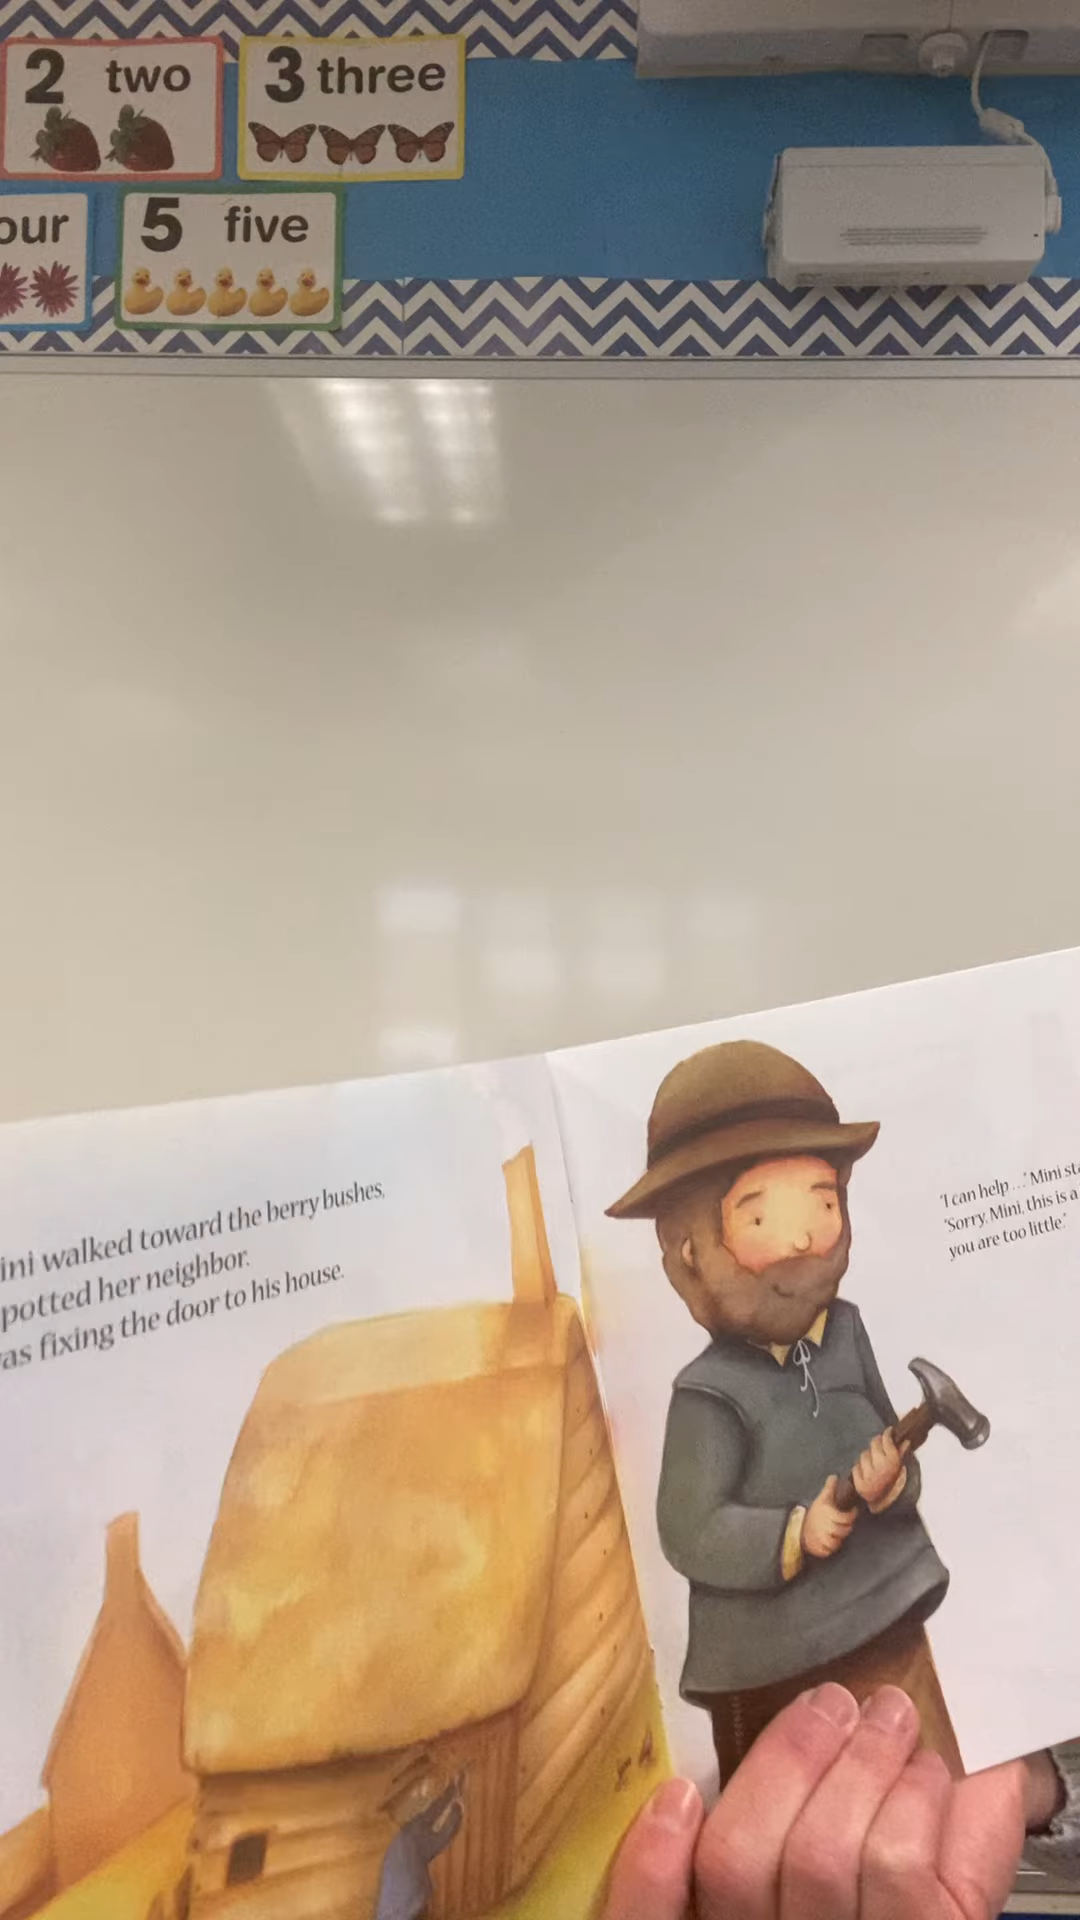 2 two
3 three
our
5 five
ini walked toward the berry bushes,
potted her neighbor.
as fixing the door to his house.
"I can help . . ." Mini sta
"Sorry, Mini, this is a
you are too little."